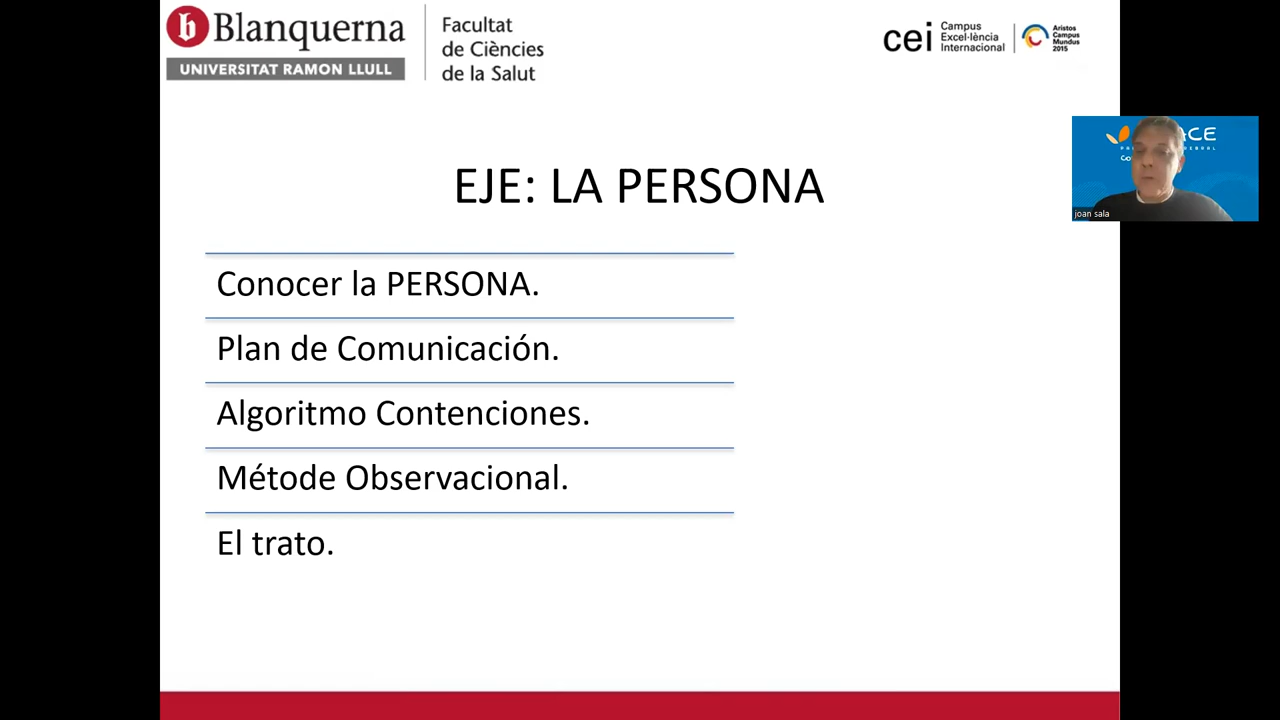 b Blanquerna
UNIVERSITAT RAMON LLULL
Facultat
de Ciències
de la Salut
cei
Campus
Excel·lència
Internacional
Aristos
Campus
Mundus
2015
EJE: LA PERSONA
Conocer la PERSONA.
Plan de Comunicación.
Algoritmo Contenciones.
Métode Observacional.
El trato.
joan sala